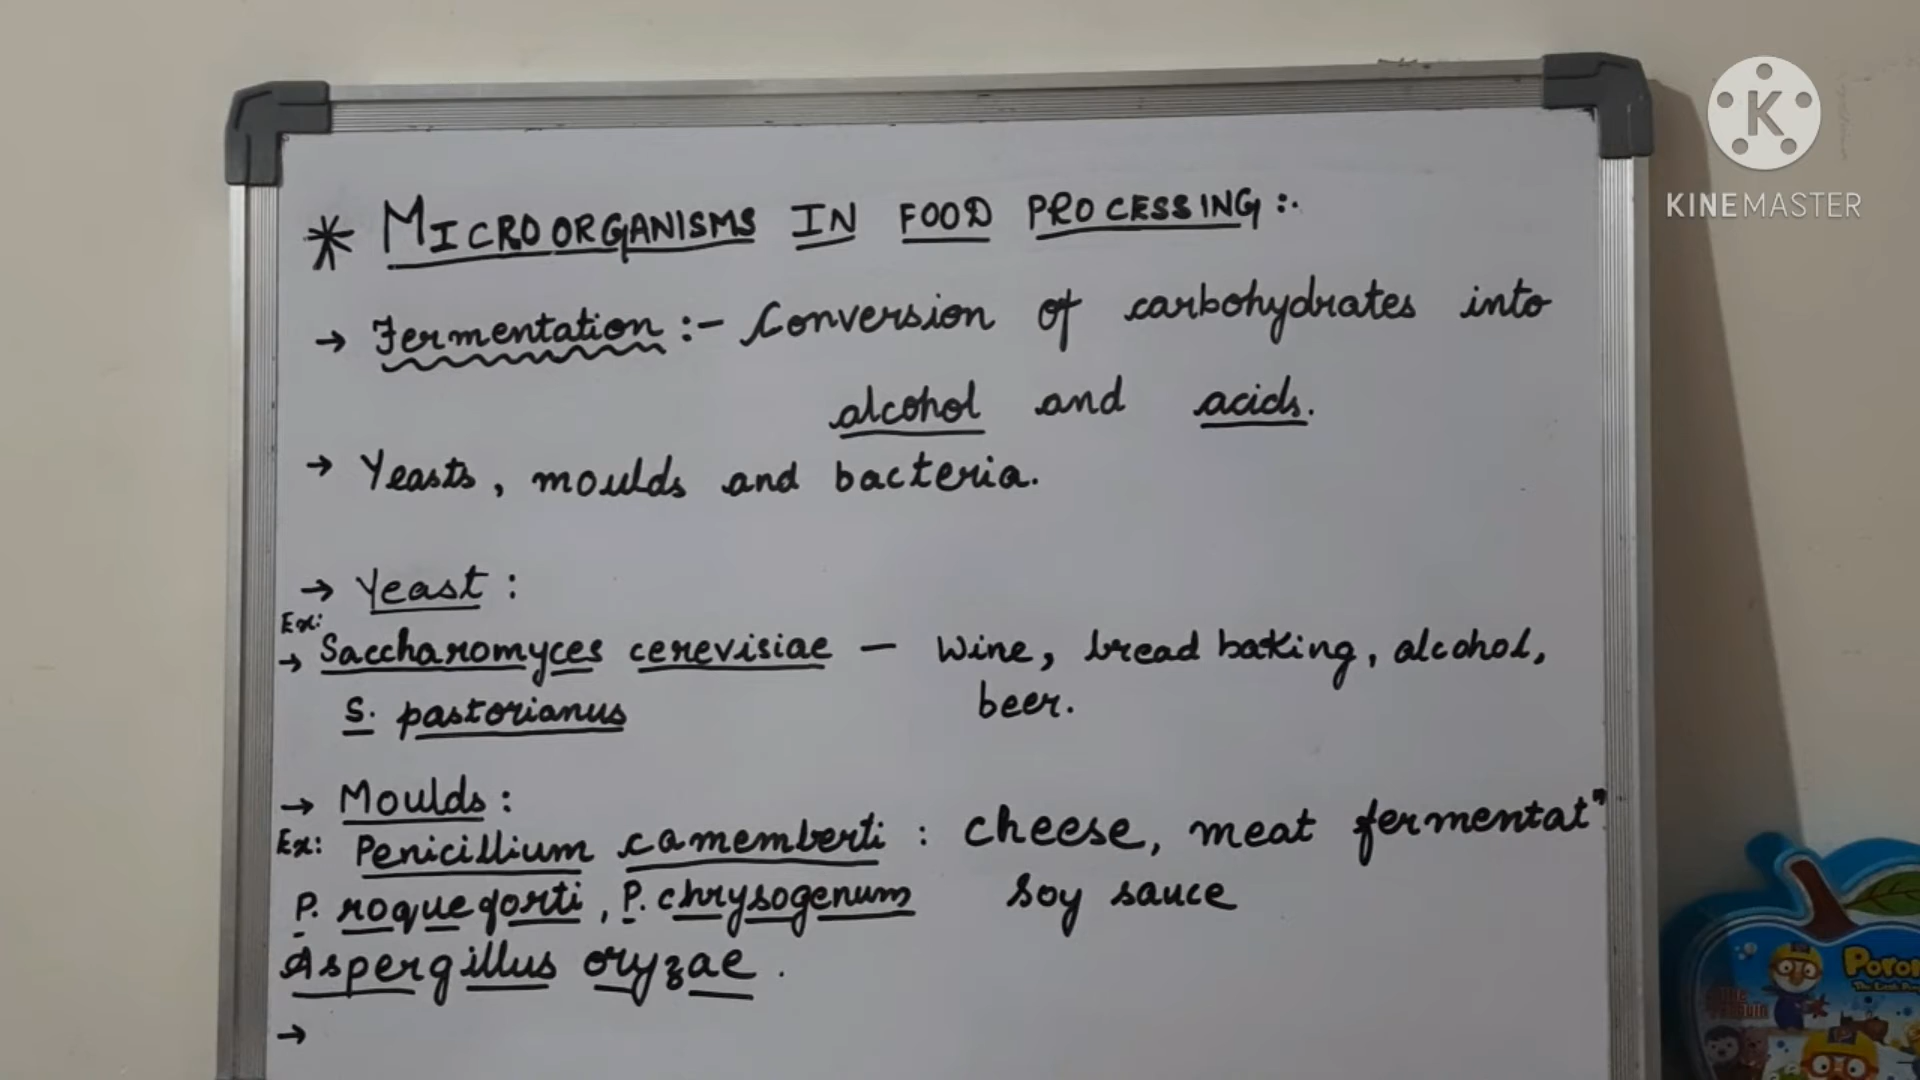 * MICROORGANISMS IN FOOD PROCESSING :-
→ Fermentation :- Conversion of carbohydrates into
alcohol and acids.
→ Yeasts, moulds and bacteria.
→ Yeast :
Ex:
→ Saccharomyces cerevisiae — Wine, bread baking, alcohol,
S. pastorianus beer.
→ Moulds :
Ex: Penicillium camemberti : cheese, meat fermentatⁿ
P. roqueforti, P. chrysogenum soy sauce
Aspergillus oryzae .
→
K
KINEMASTER